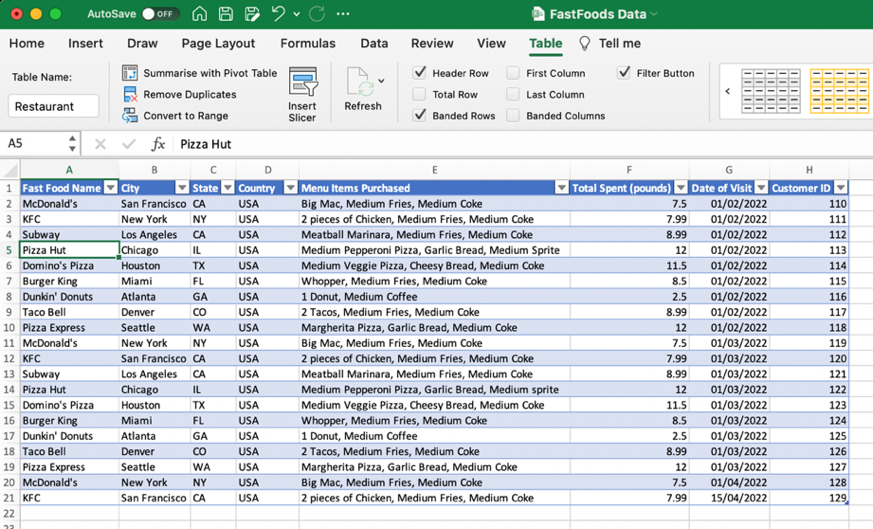 AutoSave OFF FastFoods Data
Home Insert Draw Page Layout Formulas Data Review View Table Tell me
Table Name: Summarise with Pivot Table Header Row First Column Filter Button
Restaurant Remove Duplicates Insert Slicer Refresh Total Row Last Column
Convert to Range Banded Rows Banded Columns
A5 fx Pizza Hut
A B C D E F G H
1 Fast Food Name City State Country Menu Items Purchased Total Spent (pounds) Date of Visit Customer ID
2 McDonald's San Francisco CA USA Big Mac, Medium Fries, Medium Coke 7.5 01/02/2022 110
3 KFC New York NY USA 2 pieces of Chicken, Medium Fries, Medium Coke 7.99 01/02/2022 111
4 Subway Los Angeles CA USA Meatball Marinara, Medium Fries, Medium Coke 8.99 01/02/2022 112
5 Pizza Hut Chicago IL USA Medium Pepperoni Pizza, Garlic Bread, Medium Sprite 12 01/02/2022 113
6 Domino's Pizza Houston TX USA Medium Veggie Pizza, Cheesy Bread, Medium Coke 11.5 01/02/2022 114
7 Burger King Miami FL USA Whopper, Medium Fries, Medium Coke 8.5 01/02/2022 115
8 Dunkin' Donuts Atlanta GA USA 1 Donut, Medium Coffee 2.5 01/02/2022 116
9 Taco Bell Denver CO USA 2 Tacos, Medium Fries, Medium Coke 8.99 01/02/2022 117
10 Pizza Express Seattle WA USA Margherita Pizza, Garlic Bread, Medium Coke 12 01/02/2022 118
11 McDonald's New York NY USA Big Mac, Medium Fries, Medium Coke 7.5 01/03/2022 119
12 KFC San Francisco CA USA 2 pieces of Chicken, Medium Fries, Medium Coke 7.99 01/03/2022 120
13 Subway Los Angeles CA USA Meatball Marinara, Medium Fries, Medium Coke 8.99 01/03/2022 121
14 Pizza Hut Chicago IL USA Medium Pepperoni Pizza, Garlic Bread, Medium sprite 12 01/03/2022 122
15 Domino's Pizza Houston TX USA Medium Veggie Pizza, Cheesy Bread, Medium Coke 11.5 01/03/2022 123
16 Burger King Miami FL USA Whopper, Medium Fries, Medium Coke 8.5 01/03/2022 124
17 Dunkin' Donuts Atlanta GA USA 1 Donut, Medium Coffee 2.5 01/03/2022 125
18 Taco Bell Denver CO USA 2 Tacos, Medium Fries, Medium Coke 8.99 01/03/2022 126
19 Pizza Express Seattle WA USA Margherita Pizza, Garlic Bread, Medium Coke 12 01/03/2022 127
20 McDonald's New York NY USA Big Mac, Medium Fries, Medium Coke 7.5 01/04/2022 128
21 KFC San Francisco CA USA 2 pieces of Chicken, Medium Fries, Medium Coke 7.99 15/04/2022 129
22